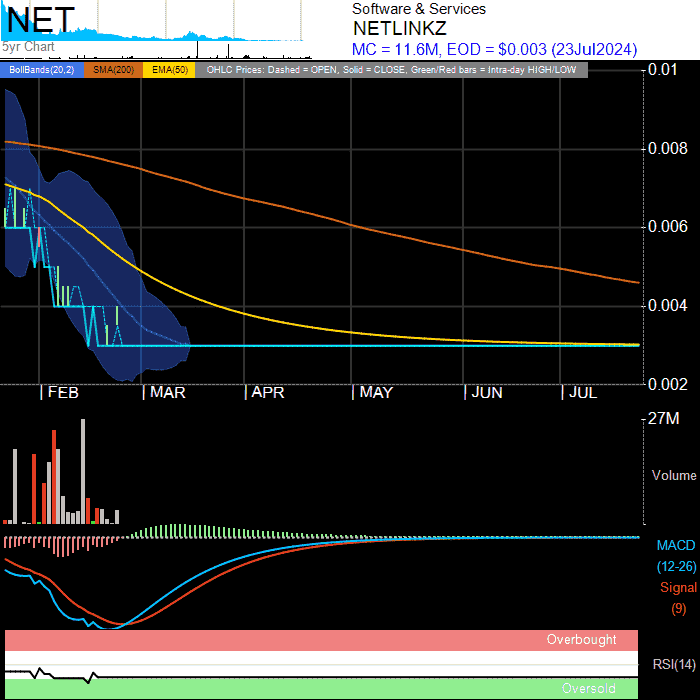 NET
Software & Services
NETLINKZ
5yr Chart
MC = 11.6M, EOD = $0.003 (23Jul2024)
BollBands(20,2) SMA(200) EMA(50) OHLC Prices: Dashed = OPEN, Solid = CLOSE, Green/Red bars = Intra-day HIGH/LOW
0.01
0.008
0.006
0.004
0.002
FEB MAR APR MAY JUN JUL
27M
Volume
MACD
(12-26)
Signal
(9)
Overbought
RSI(14)
Oversold